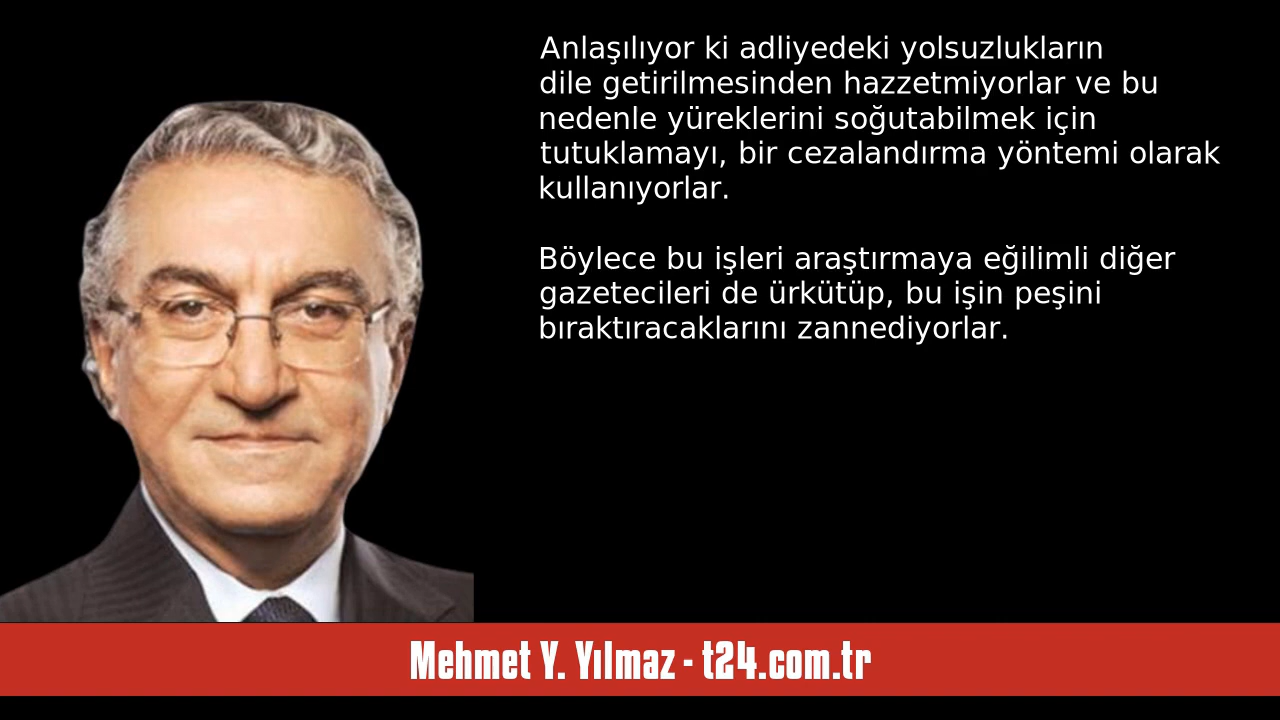 Anlaşılıyor ki adliyedeki yolsuzlukların
dile getirilmesinden hazzetmiyorlar ve bu
nedenle yüreklerini soğutabilmek için
tutuklamayı, bir cezalandırma yöntemi olarak
kullanıyorlar.
Böylece bu işleri araştırmaya eğilimli diğer
gazetecileri de ürkütüp, bu işin peşini
bıraktıracaklarını zannediyorlar.
Mehmet Y. Yılmaz - t24.com.tr